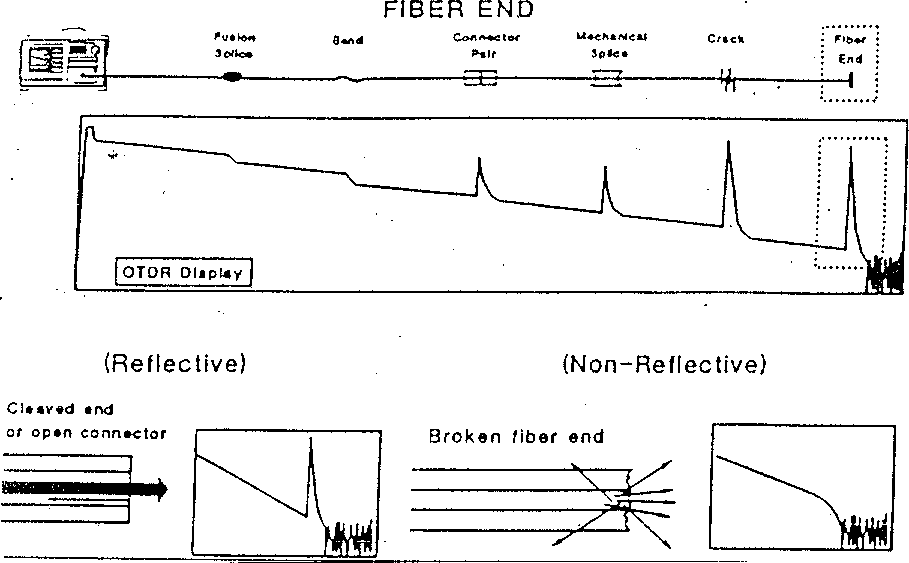 FIBER END
Fusion
Splice
Bend
Connector
Pair
Mechanical
Splice
Crack
Fiber
End
OTDR Display
(Reflective)
(Non-Reflective)
Cleaved end
or open connector
Broken fiber end